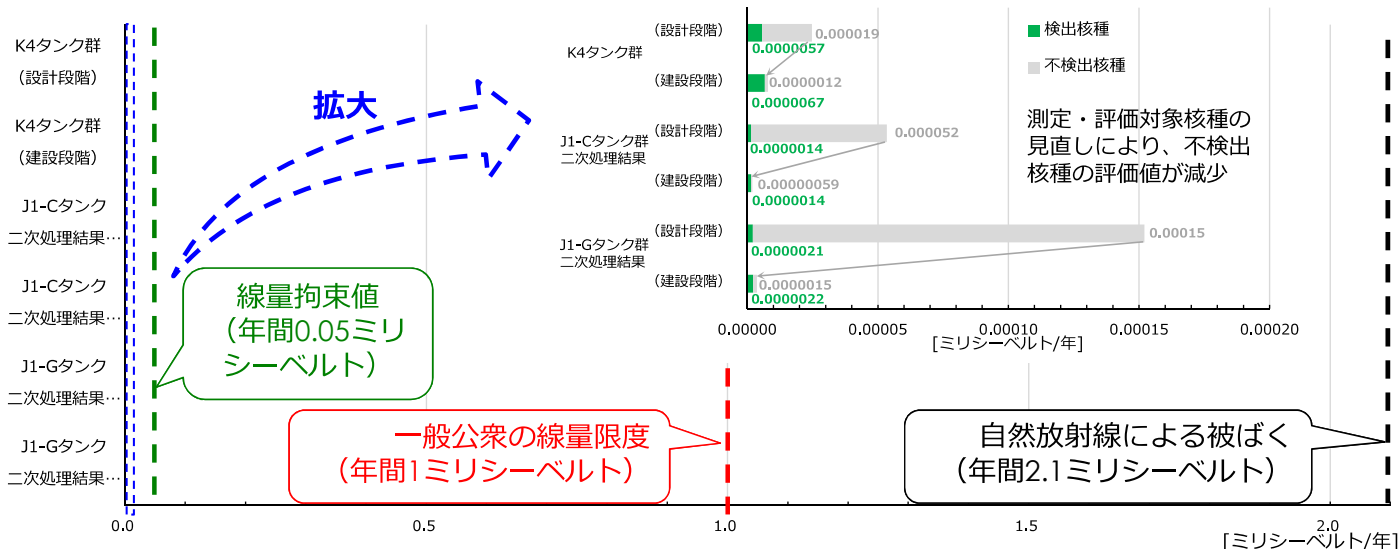 K4タンク群
（設計段階）
K4タンク群
（建設段階）
J1-Cタンク
二次処理結果…
J1-Cタンク
二次処理結果…
J1-Gタンク
二次処理結果…
J1-Gタンク
二次処理結果…
拡大
線量拘束値
（年間0.05ミリ
シーベルト）
一般公衆の線量限度
（年間1ミリシーベルト）
自然放射線による被ばく
（年間2.1ミリシーベルト）
0.0
0.5
1.0
1.5
2.0
[ミリシーベルト/年]
K4タンク群
（設計段階）
0.000019
0.0000057
（建設段階）
0.0000012
0.0000067
J1-Cタンク群
二次処理結果
（設計段階）
0.000052
0.0000014
（建設段階）
0.00000059
0.0000014
J1-Gタンク群
二次処理結果
（設計段階）
0.00015
0.0000021
（建設段階）
0.0000015
0.0000022
0.00000
0.00005
0.00010
0.00015
0.00020
[ミリシーベルト/年]
検出核種
不検出核種
測定・評価対象核種の
見直しにより、不検出
核種の評価値が減少